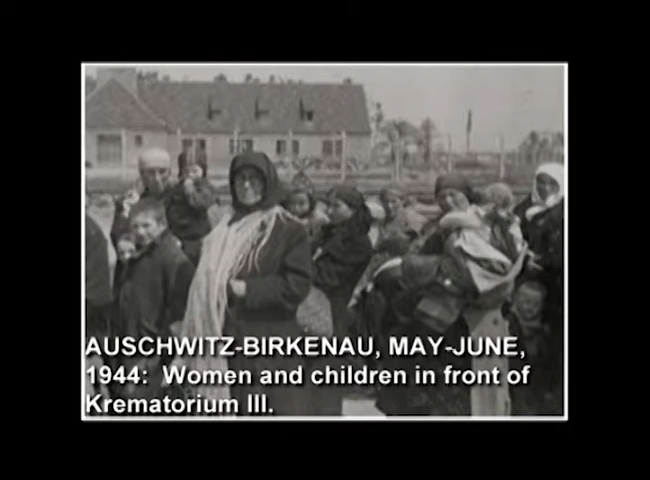 AUSCHWITZ-BIRKENAU, MAY-JUNE,
1944:  Women and children in front of
Krematorium III.